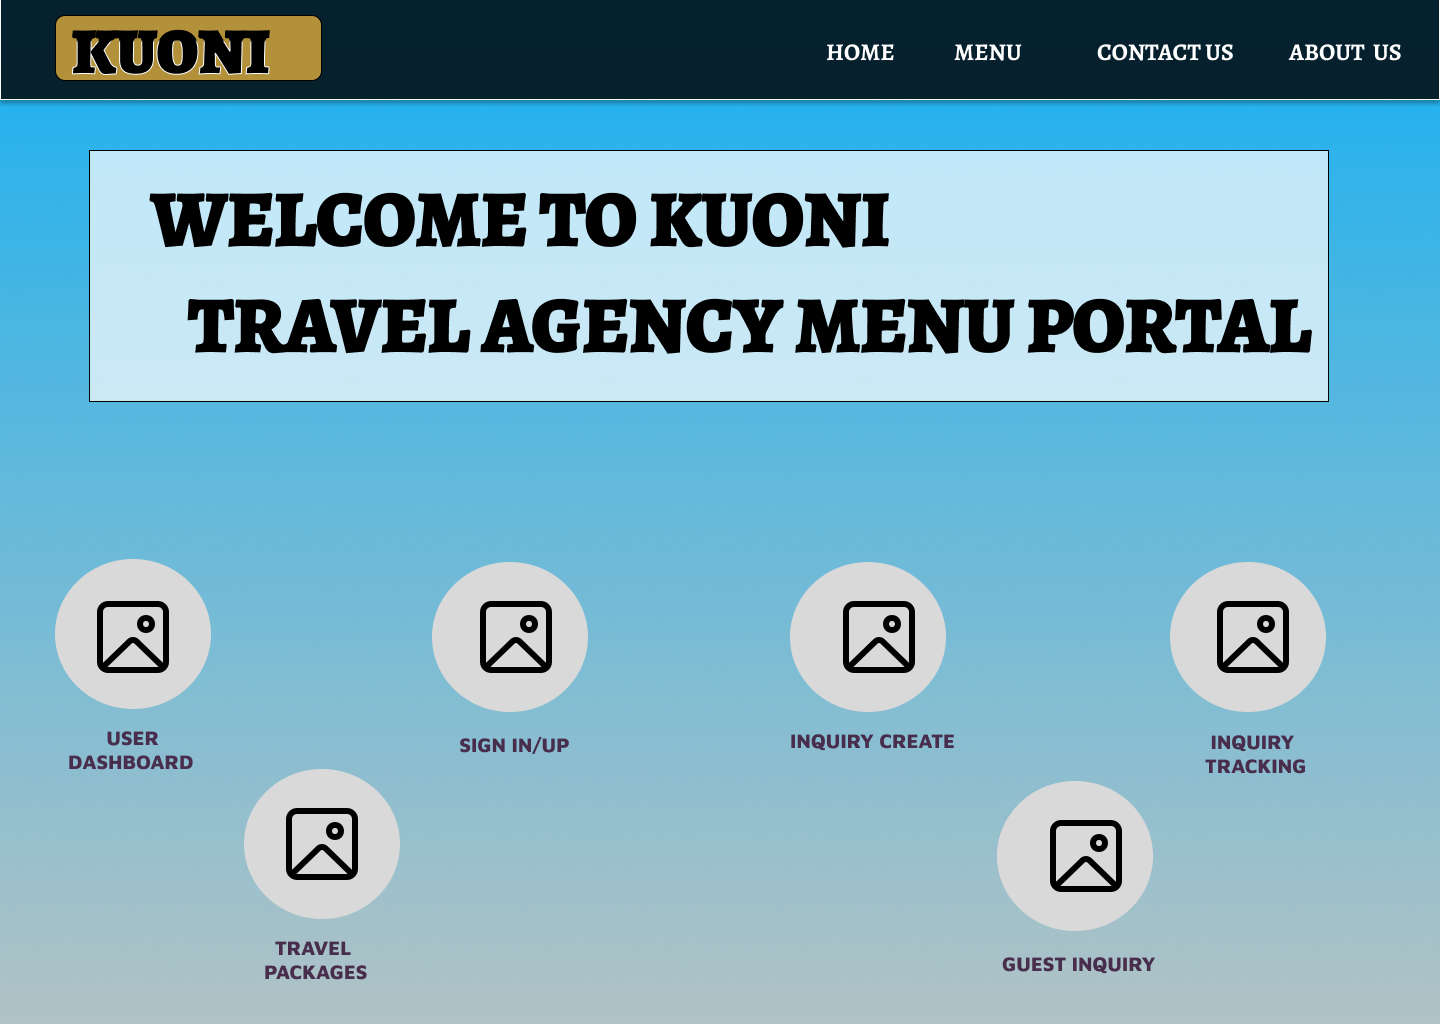 KUONI
HOME
MENU
CONTACT US
ABOUT US
WELCOME TO KUONI
TRAVEL AGENCY MENU PORTAL
USER
DASHBOARD
SIGN IN/UP
INQUIRY CREATE
INQUIRY
TRACKING
TRAVEL
PACKAGES
GUEST INQUIRY